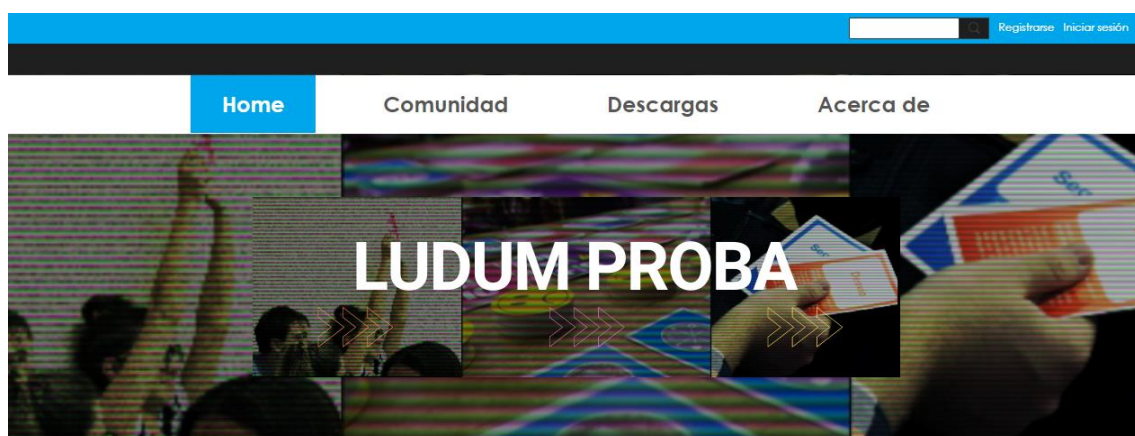 Registrarse Iniciar sesión
Home Comunidad Descargas Acerca de
LUDUM PROBA